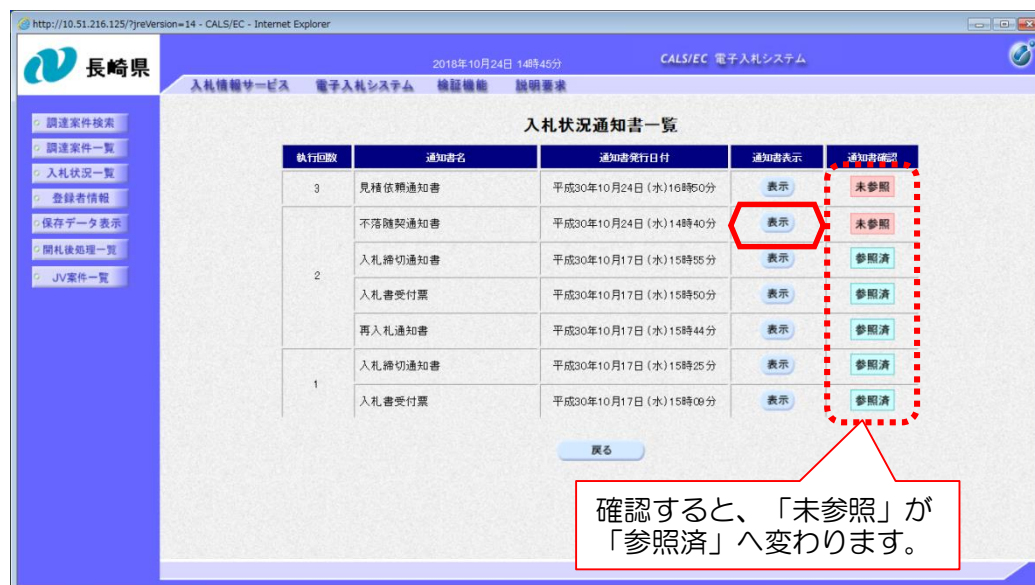 http://10.51.216.125/?jreVersion=14 - CALS/EC - Internet Explorer
長崎県
2018年10月24日 14時45分
CALS/EC 電子入札システム
入札情報サービス 電子入札システム 検証機能 説明要求
調達案件検索
調達案件一覧
入札状況一覧
登録者情報
保存データ表示
開札後処理一覧
JV案件一覧
入札状況通知書一覧
執行回数 通知書名 通知書発行日付 通知書表示 通知書確認
3 見積依頼通知書 平成30年10月24日(水)16時50分 表示 未参照
不落随契通知書 平成30年10月24日(水)14時40分 表示 未参照
入札締切通知書 平成30年10月17日(水)15時55分 表示 参照済
2
入札書受付票 平成30年10月17日(水)15時50分 表示 参照済
再入札通知書 平成30年10月17日(水)15時44分 表示 参照済
入札締切通知書 平成30年10月17日(水)15時25分 表示 参照済
1
入札書受付票 平成30年10月17日(水)15時09分 表示 参照済
戻る
確認すると、「未参照」が
「参照済」へ変わります。